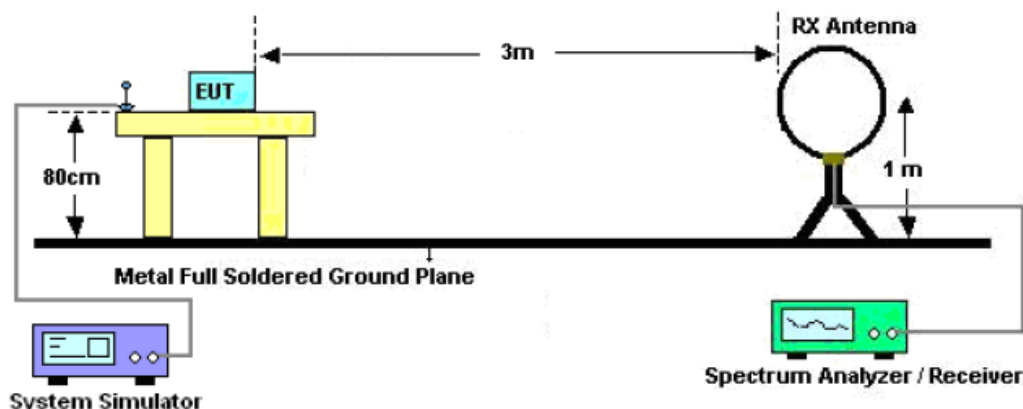 RX Antenna
3m
EUT
80cm
1 m
Metal Full Soldered Ground Plane
System Simulator
Spectrum Analyzer / Receiver